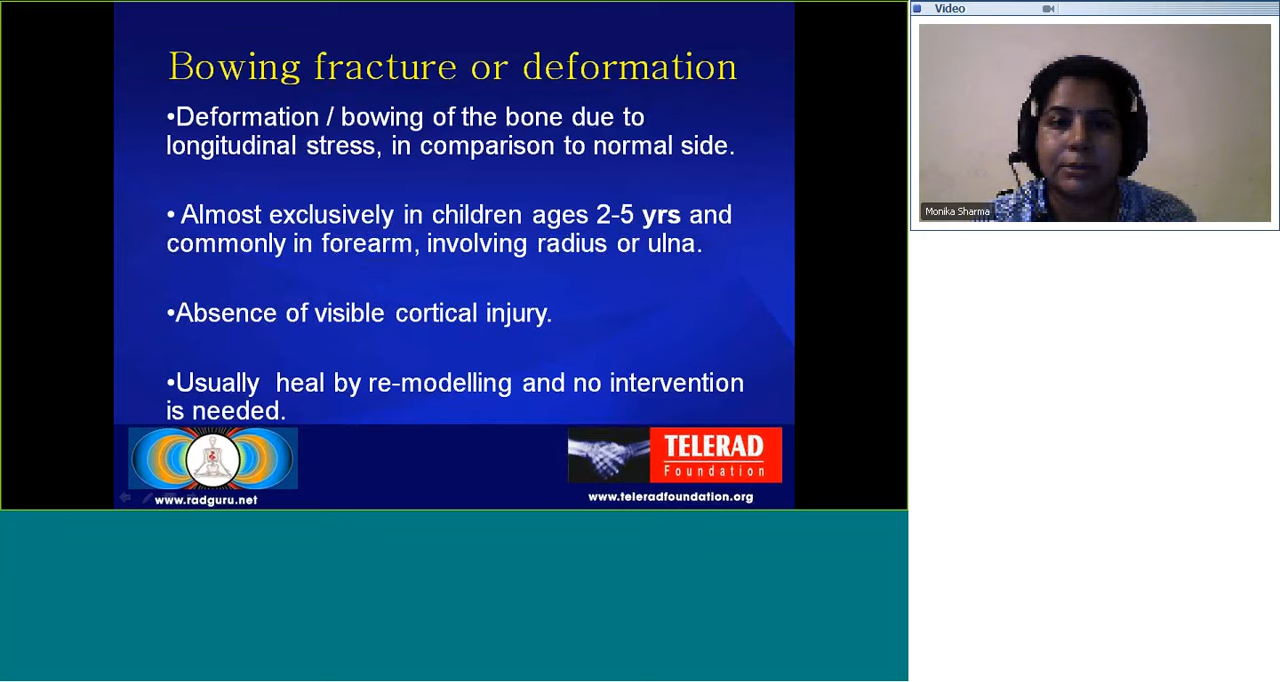 Bowing fracture or deformation
•Deformation / bowing of the bone due to
longitudinal stress, in comparison to normal side.
• Almost exclusively in children ages 2-5 yrs and
commonly in forearm, involving radius or ulna.
•Absence of visible cortical injury.
•Usually heal by re-modelling and no intervention
is needed.
www.radguru.net
TELERAD
Foundation
www.teleradfoundation.org
Video
Monika Sharma